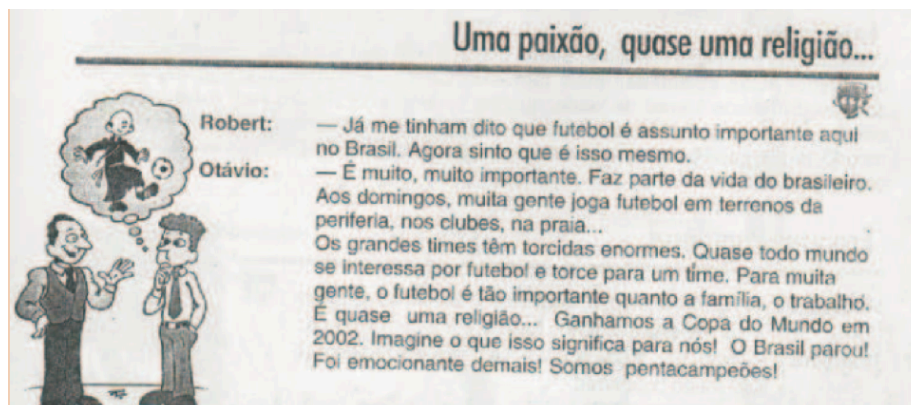 Uma paixão, quase uma religião...
Robert: — Já me tinham dito que futebol é assunto importante aqui
no Brasil. Agora sinto que é isso mesmo.
Otávio: — É muito, muito importante. Faz parte da vida do brasileiro.
Aos domingos, muita gente joga futebol em terrenos da
periferia, nos clubes, na praia...
Os grandes times têm torcidas enormes. Quase todo mundo
se interessa por futebol e torce para um time. Para muita
gente, o futebol é tão importante quanto a família, o trabalho.
É quase uma religião... Ganhamos a Copa do Mundo em
2002. Imagine o que isso significa para nós! O Brasil parou!
Foi emocionante demais! Somos pentacampeões!